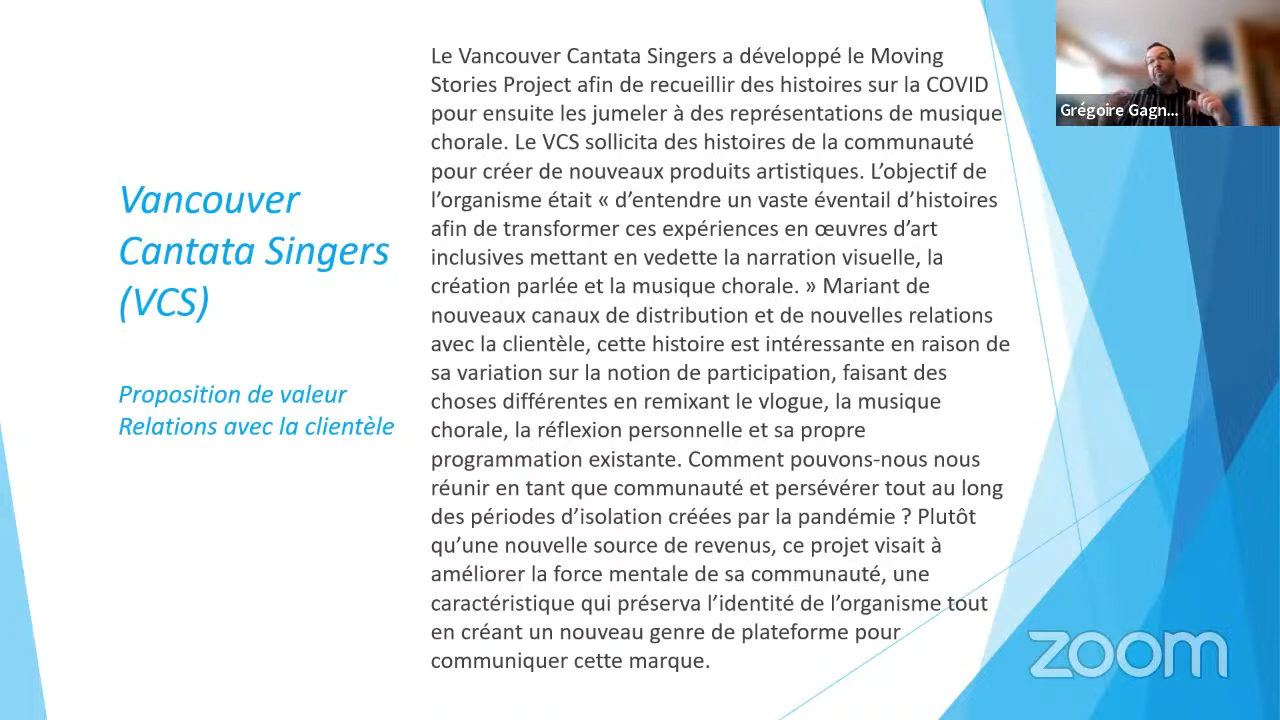 Vancouver
Cantata Singers
(VCS)
Proposition de valeur
Relations avec la clientèle
Le Vancouver Cantata Singers a développé le Moving
Stories Project afin de recueillir des histoires sur la COVID
pour ensuite les jumeler à des représentations de musique
chorale. Le VCS sollicita des histoires de la communauté
pour créer de nouveaux produits artistiques. L’objectif de
l’organisme était « d’entendre un vaste éventail d’histoires
afin de transformer ces expériences en œuvres d’art
inclusives mettant en vedette la narration visuelle, la
création parlée et la musique chorale. » Mariant de
nouveaux canaux de distribution et de nouvelles relations
avec la clientèle, cette histoire est intéressante en raison de
sa variation sur la notion de participation, faisant des
choses différentes en remixant le vlogue, la musique
chorale, la réflexion personnelle et sa propre
programmation existante. Comment pouvons-nous nous
réunir en tant que communauté et persévérer tout au long
des périodes d’isolation créées par la pandémie ? Plutôt
qu’une nouvelle source de revenus, ce projet visait à
améliorer la force mentale de sa communauté, une
caractéristique qui préserva l’identité de l’organisme tout
en créant un nouveau genre de plateforme pour
communiquer cette marque.
Grégoire Gagn...
zoom